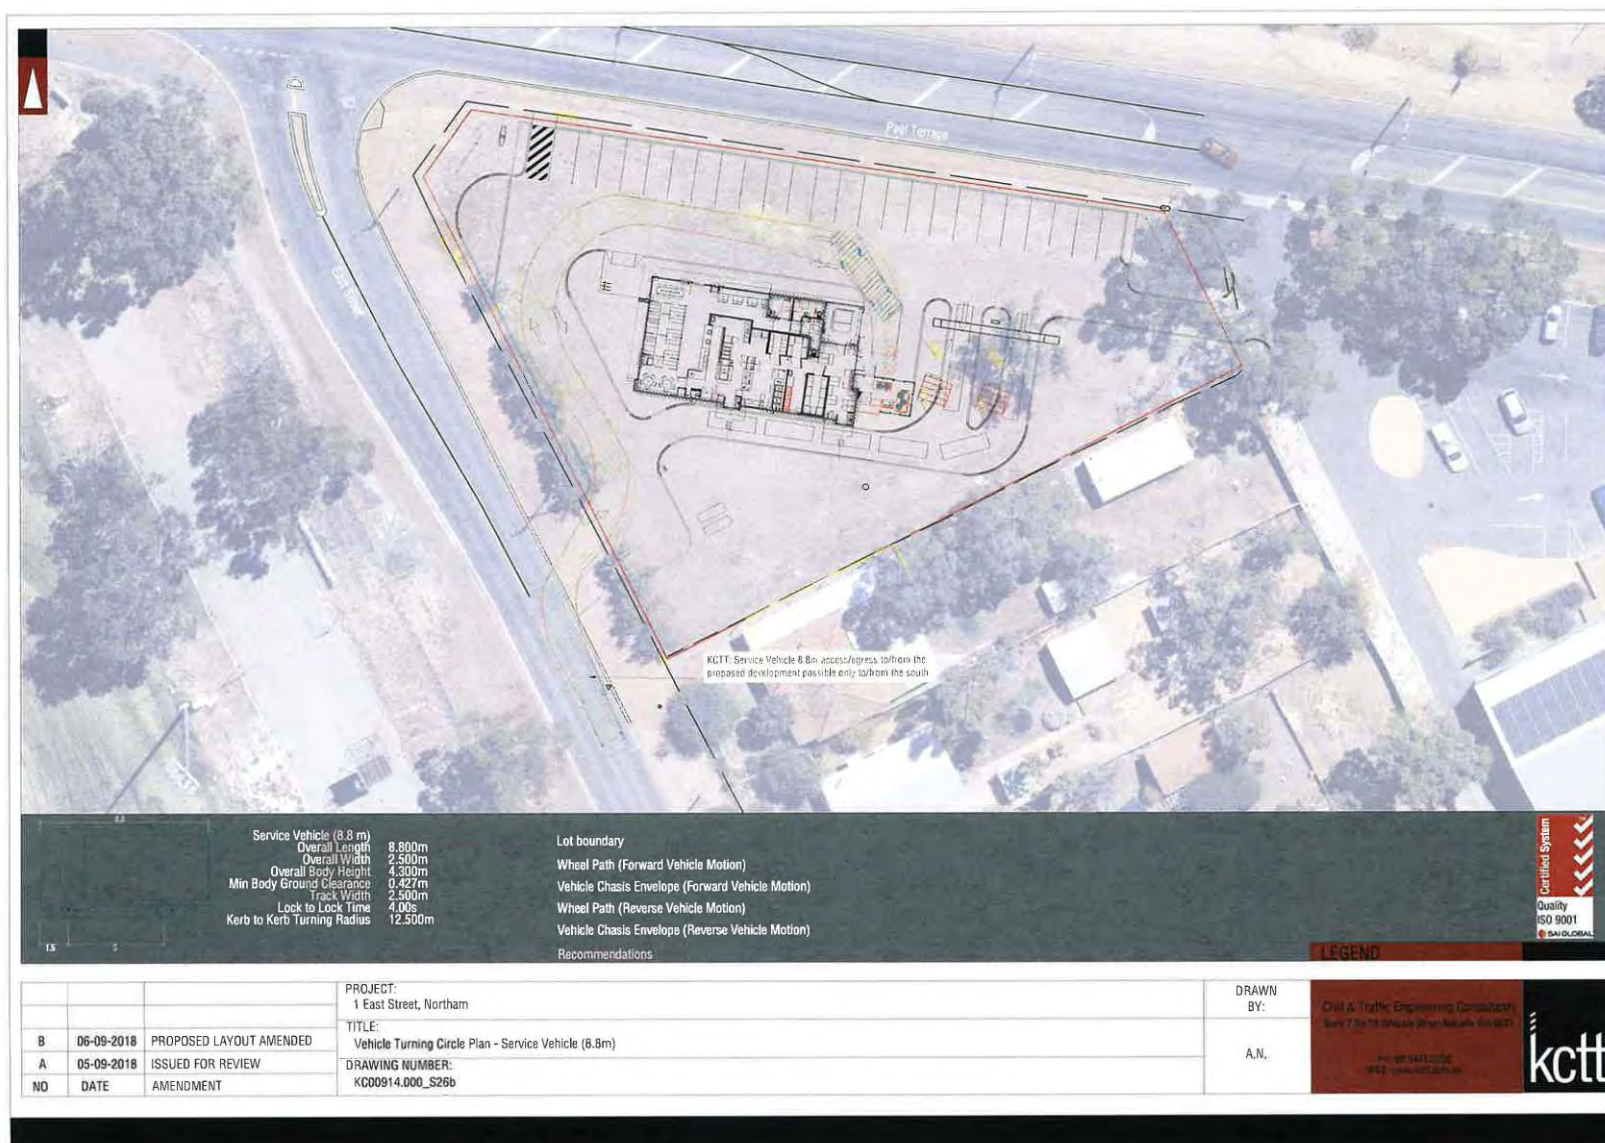 Peel Terrace
East Street
KCTT: Service Vehicle 8.8m access/egress to/from the
proposed development possible only to/from the south
8.8
1.5
5
Service Vehicle (8.8 m)
Overall Length 8.800m
Overall Width 2.500m
Overall Body Height 4.300m
Min Body Ground Clearance 0.427m
Track Width 2.500m
Lock to Lock Time 4.00s
Kerb to Kerb Turning Radius 12.500m
Lot boundary
Wheel Path (Forward Vehicle Motion)
Vehicle Chasis Envelope (Forward Vehicle Motion)
Wheel Path (Reverse Vehicle Motion)
Vehicle Chasis Envelope (Reverse Vehicle Motion)
Recommendations
Certified System
Quality
ISO 9001
SAI GLOBAL
LEGEND
B 06-09-2018 PROPOSED LAYOUT AMENDED
A 05-09-2018 ISSUED FOR REVIEW
NO DATE AMENDMENT
PROJECT:
1 East Street, Northam
TITLE:
Vehicle Turning Circle Plan - Service Vehicle (8.8m)
DRAWING NUMBER:
KC00914.000_S26b
DRAWN
BY:
A.N.
Civil & Traffic Engineering Consultants
kctt